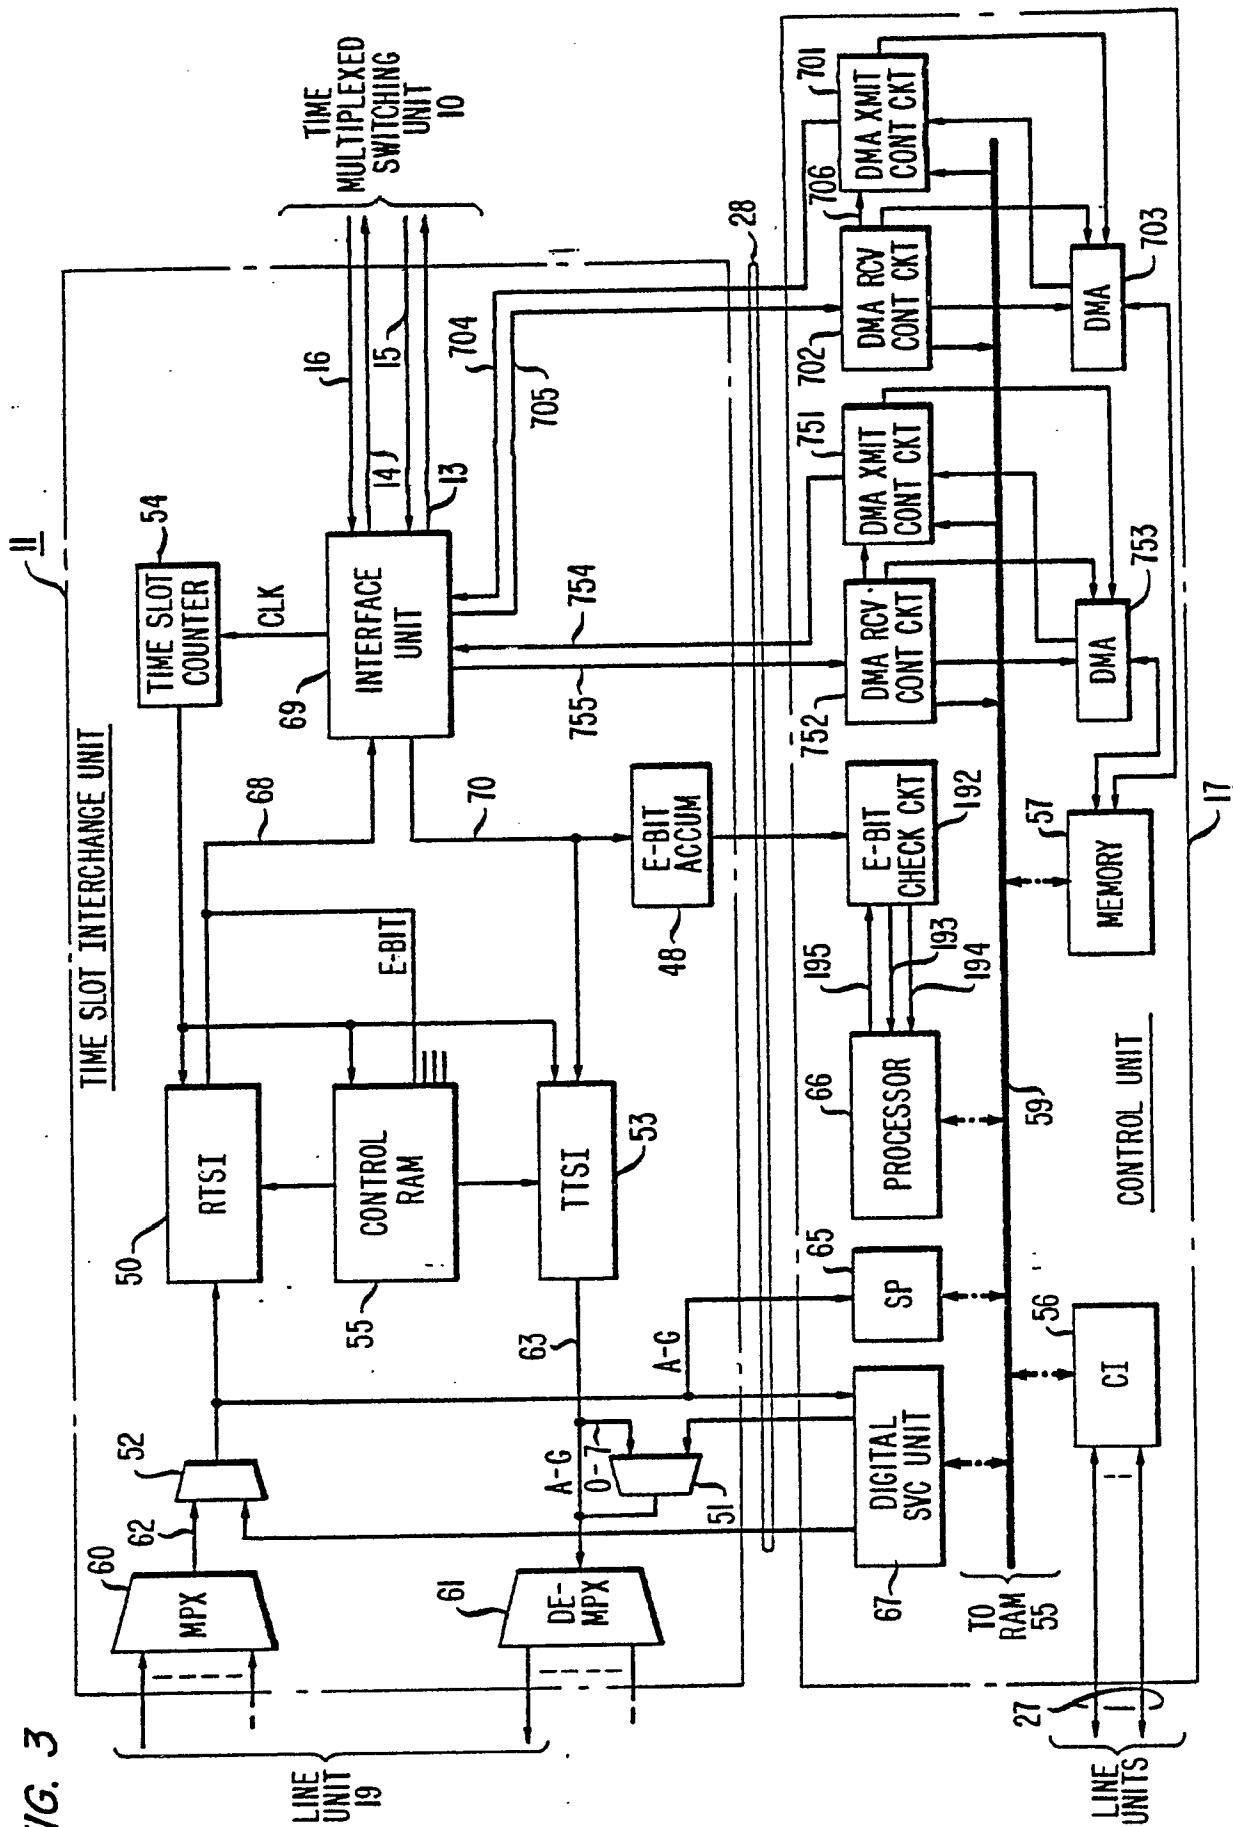 FIG. 3
11
TIME SLOT INTERCHANGE UNIT
LINE
UNIT
19
60
MPX
62
52
50
RTSI
68
TIME SLOT
COUNTER
54
CLK
16
14
15
13
TIME
MULTIPLEXED
SWITCHING
UNIT
10
CONTROL
RAM
55
E-BIT
69
INTERFACE
UNIT
70
704
705
754
755
61
DE-
MPX
A-G
0-7
51
63
TTSI
53
A-G
E-BIT
ACCUM
48
28
67
DIGITAL
SVC UNIT
65
SP
66
PROCESSOR
195
193
194
E-BIT
CHECK CKT
192
752
DMA RCV
CONT CKT
751
DMA XMIT
CONT CKT
702
DMA RCV
CONT CKT
706
701
DMA XMIT
CONT CKT
TO
RAM
55
59
56
CI
57
MEMORY
DMA
753
DMA
703
CONTROL UNIT
17
27
LINE
UNITS